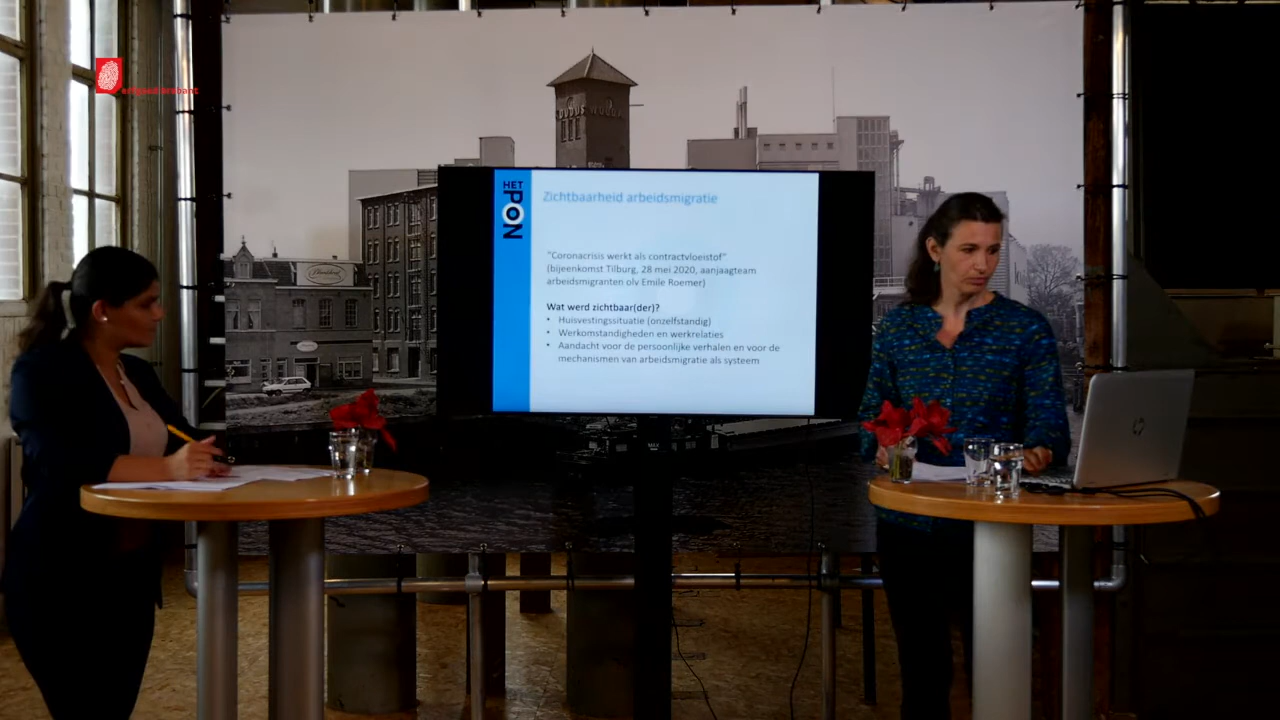 erfgoedbrabant
HET
PON
Zichtbaarheid arbeidsmigratie
"Coronacrisis werkt als contractvloeistof"
(bijeenkomst Tilburg, 28 mei 2020, aanjaagteam
arbeidsmigranten olv Emile Roemer)
Wat werd zichtbaar(der)?
• Huisvestingssituatie (onzelfstandig)
• Werkomstandigheden en werkrelaties
• Aandacht voor de persoonlijke verhalen en voor de
mechanismen van arbeidsmigratie als systeem
hp